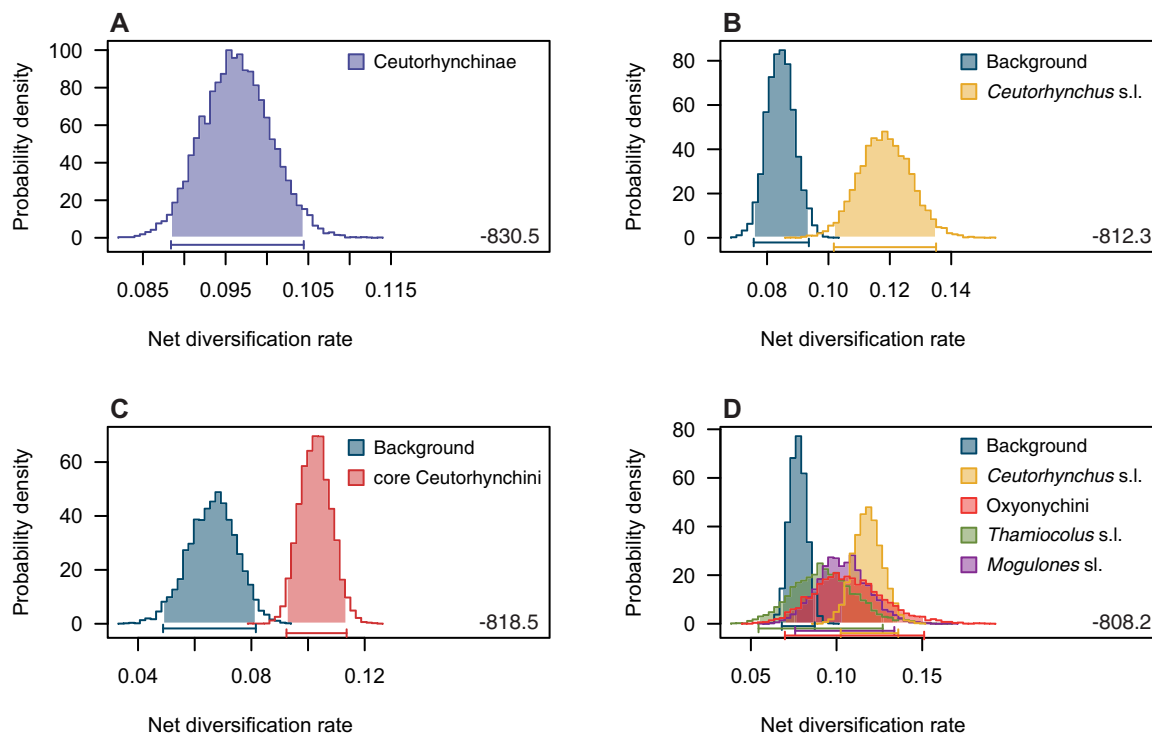 A
Probability density
100
80
60
40
20
0
Ceutorhynchinae
-830.5
0.085 0.095 0.105 0.115
Net diversification rate
B
Probability density
80
60
40
20
0
Background
Ceutorhynchus s.l.
-812.3
0.08 0.10 0.12 0.14
Net diversification rate
C
Probability density
60
40
20
0
Background
core Ceutorhynchini
-818.5
0.04 0.08 0.12
Net diversification rate
D
Probability density
80
60
40
20
0
Background
Ceutorhynchus s.l.
Oxyonychini
Thamiocolus s.l.
Mogulones sl.
-808.2
0.05 0.10 0.15
Net diversification rate